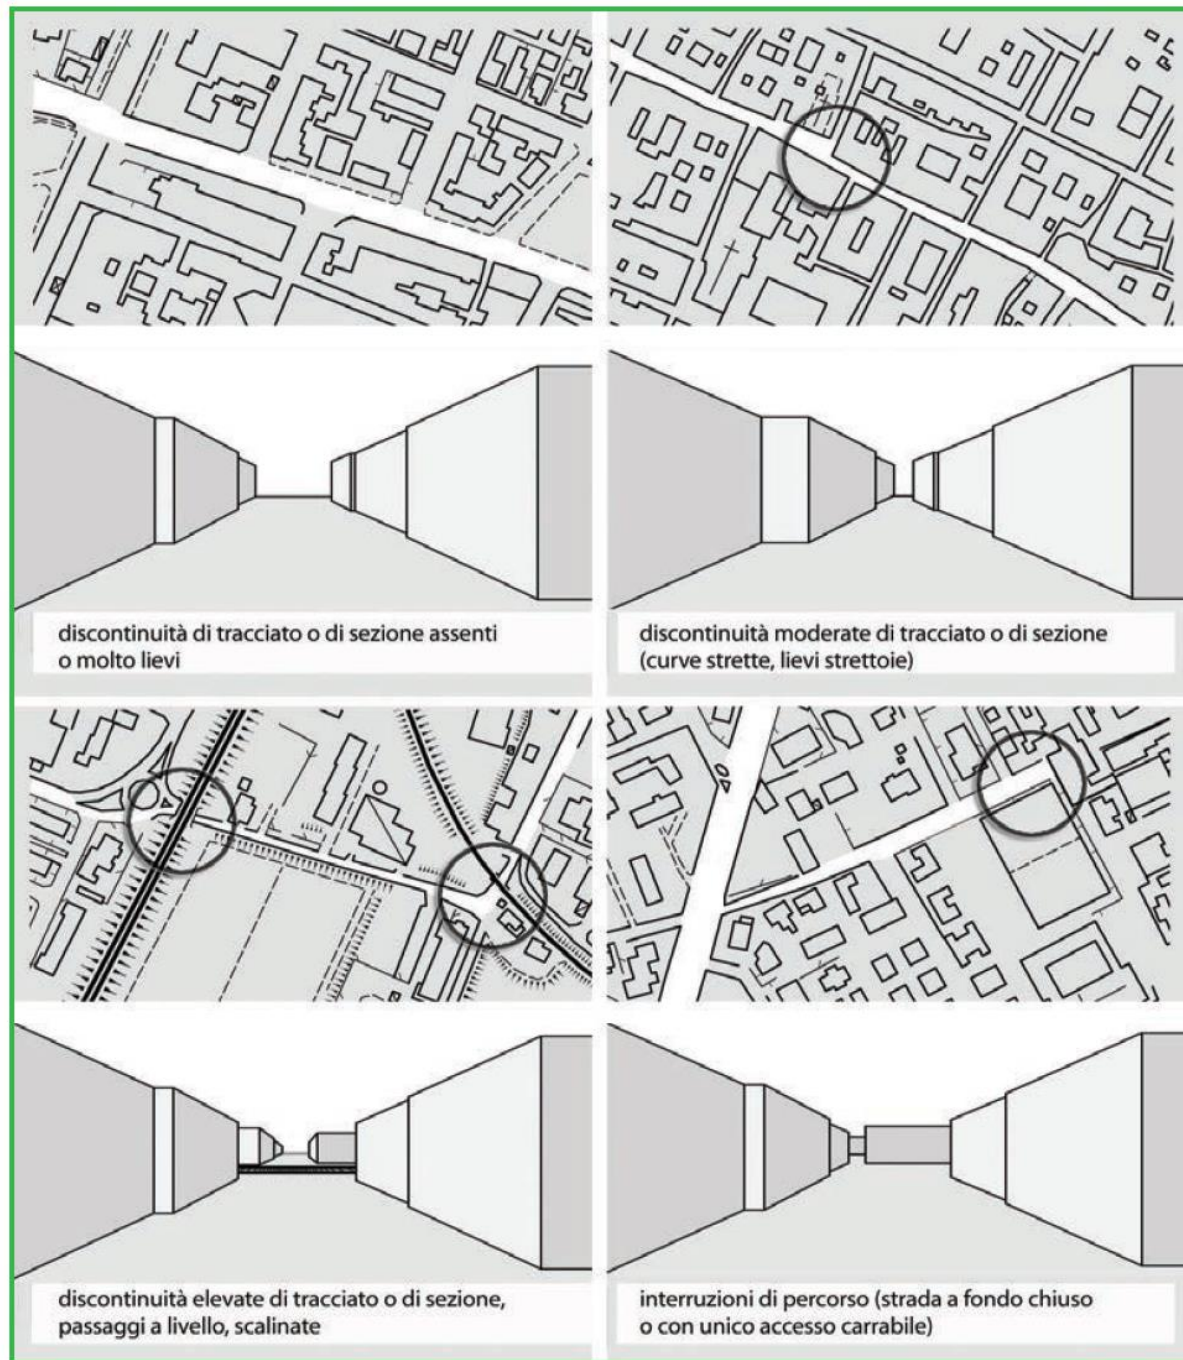 discontinuità di tracciato o di sezione assenti
o molto lievi
discontinuità moderate di tracciato o di sezione
(curve strette, lievi strettoie)
discontinuità elevate di tracciato o di sezione,
passaggi a livello, scalinate
interruzioni di percorso (strada a fondo chiuso
o con unico accesso carrabile)